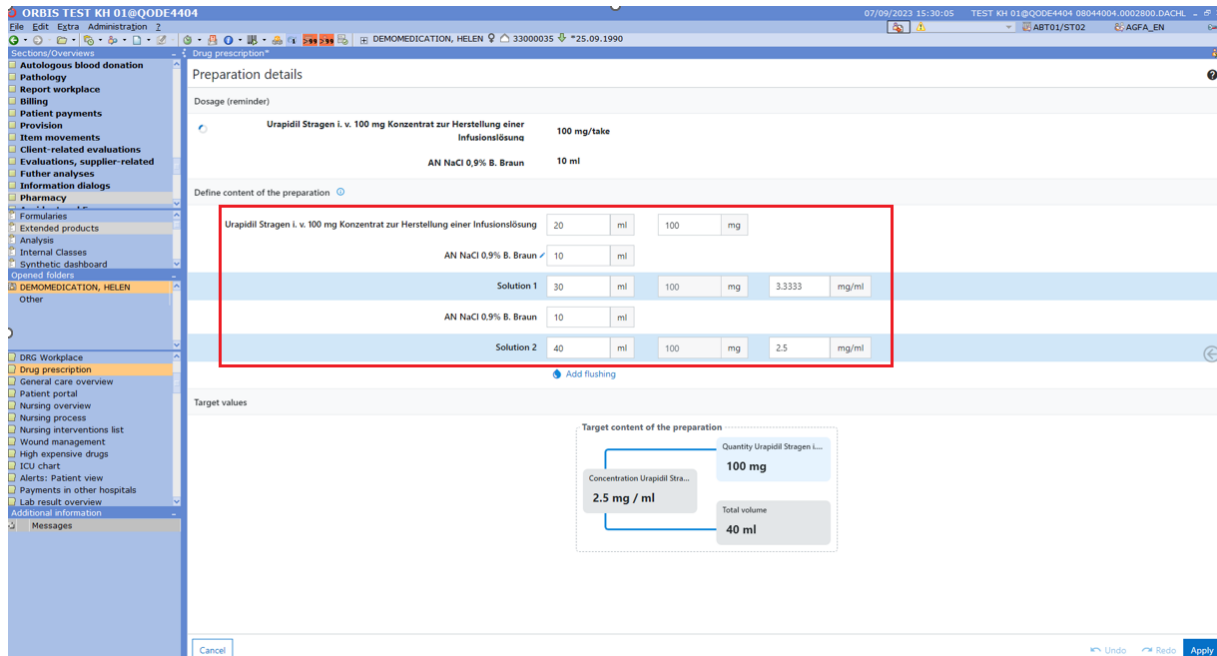 ORBIS TEST KH 01@QODE4404
07/09/2023 15:30:05 TEST KH 01@QODE4404 08044004.0002800.DACHL
File Edit Extra Administration ?
DEMOMEDICATION, HELEN ♀ 33000035 *25.09.1990
ABT01/ST02 AGFA_EN
Sections/Overviews
Autologous blood donation
Pathology
Report workplace
Billing
Patient payments
Provision
Item movements
Client-related evaluations
Evaluations, supplier-related
Futher analyses
Information dialogs
Pharmacy
Formularies
Extended products
Analysis
Internal Classes
Synthetic dashboard
Opened folders
DEMOMEDICATION, HELEN
Other
DRG Workplace
Drug prescription
General care overview
Patient portal
Nursing overview
Nursing process
Nursing interventions list
Wound management
High expensive drugs
ICU chart
Alerts: Patient view
Payments in other hospitals
Lab result overview
Additional information
Messages
Drug prescription*
Preparation details
Dosage (reminder)
Urapidil Stragen i. v. 100 mg Konzentrat zur Herstellung einer
Infusionslösung
100 mg/take
AN NaCl 0,9% B. Braun 10 ml
Define content of the preparation
Urapidil Stragen i. v. 100 mg Konzentrat zur Herstellung einer Infusionslösung 20 ml 100 mg
AN NaCl 0,9% B. Braun 10 ml
Solution 1 30 ml 100 mg 3.3333 mg/ml
AN NaCl 0,9% B. Braun 10 ml
Solution 2 40 ml 100 mg 2.5 mg/ml
Add flushing
Target values
Target content of the preparation
Quantity Urapidil Stragen i....
100 mg
Concentration Urapidil Stra...
2.5 mg / ml
Total volume
40 ml
Cancel
Undo Redo Apply